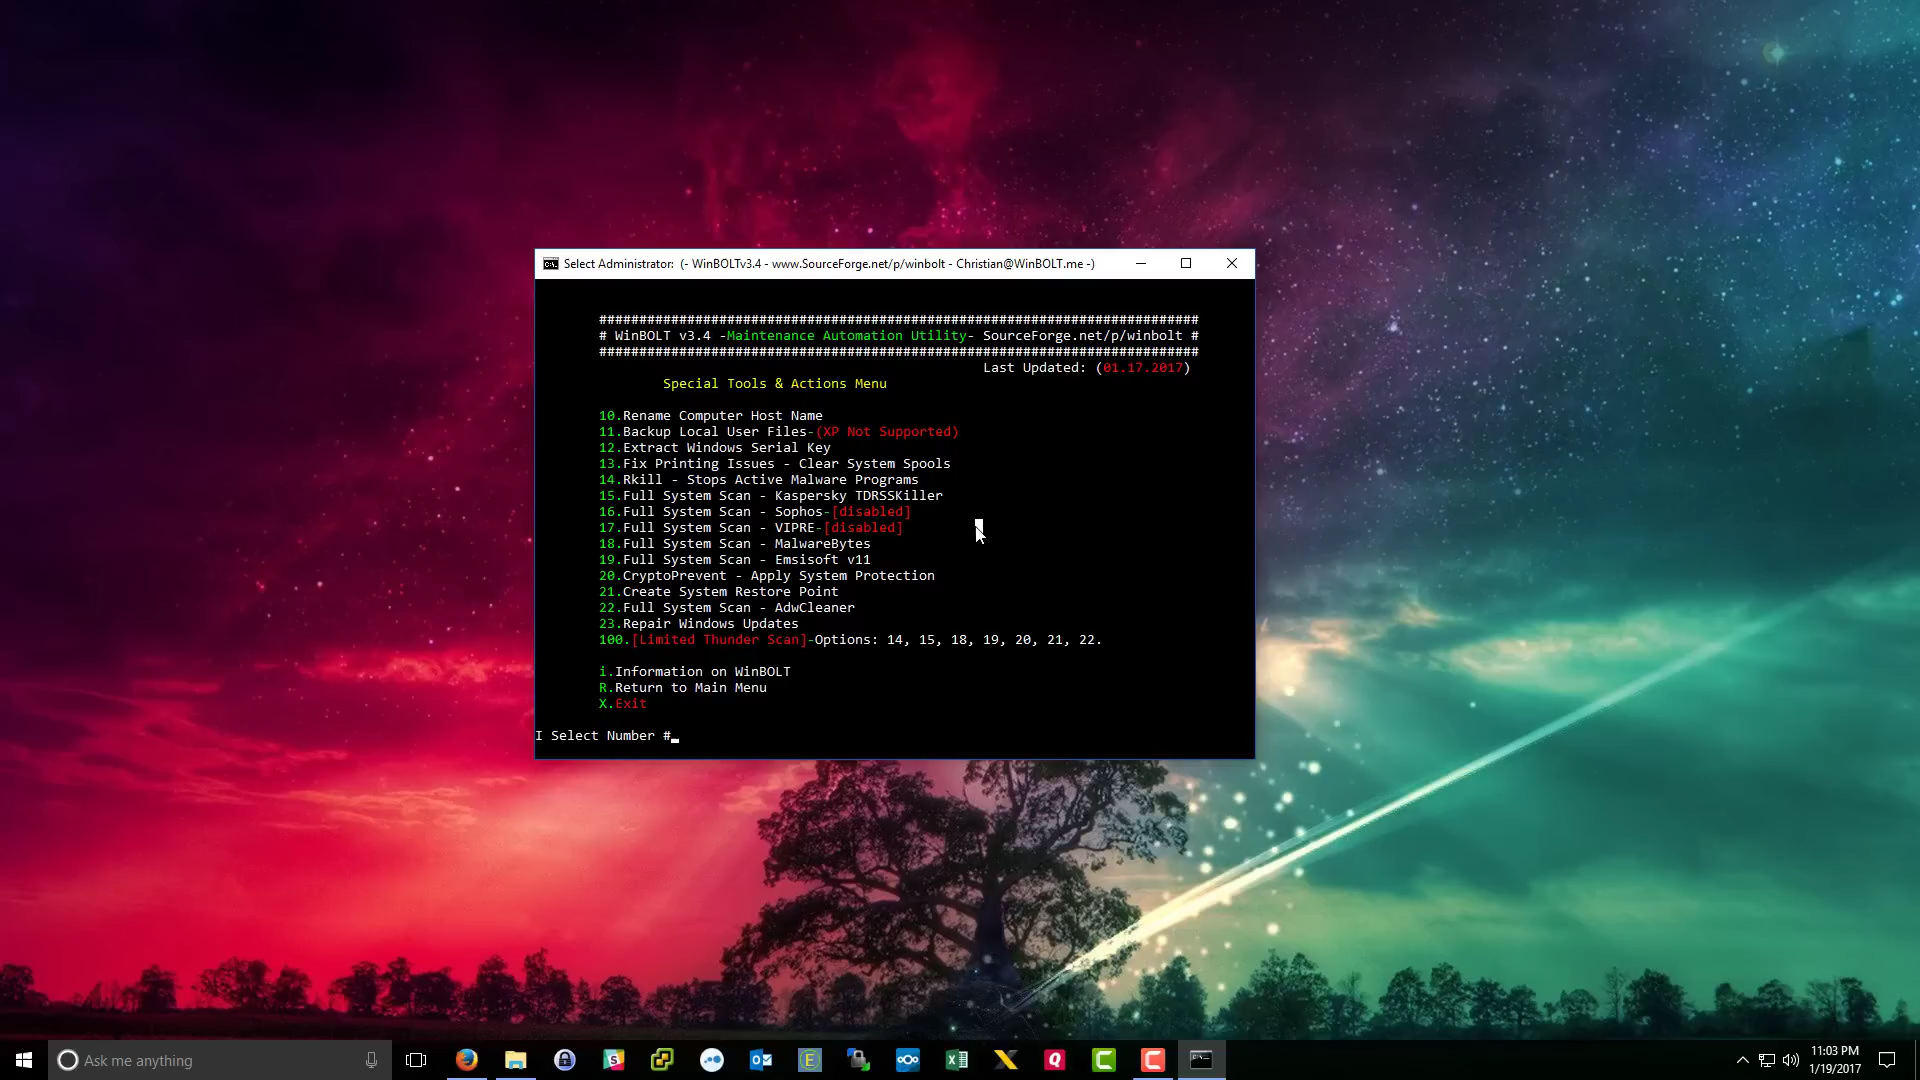 Select Administrator:  (- WinBOLTv3.4 - www.SourceForge.net/p/winbolt - Christian@WinBOLT.me -)
###########################################################################
# WinBOLT v3.4 -Maintenance Automation Utility- SourceForge.net/p/winbolt #
###########################################################################
Last Updated: (01.17.2017)
Special Tools & Actions Menu
10.Rename Computer Host Name
11.Backup Local User Files-(XP Not Supported)
12.Extract Windows Serial Key
13.Fix Printing Issues - Clear System Spools
14.Rkill - Stops Active Malware Programs
15.Full System Scan - Kaspersky TDRSSKiller
16.Full System Scan - Sophos-[disabled]
17.Full System Scan - VIPRE-[disabled]
18.Full System Scan - MalwareBytes
19.Full System Scan - Emsisoft v11
20.CryptoPrevent - Apply System Protection
21.Create System Restore Point
22.Full System Scan - AdwCleaner
23.Repair Windows Updates
100.[Limited Thunder Scan]-Options: 14, 15, 18, 19, 20, 21, 22.
i.Information on WinBOLT
R.Return to Main Menu
X.Exit
I Select Number #_
Ask me anything
11:03 PM
1/19/2017